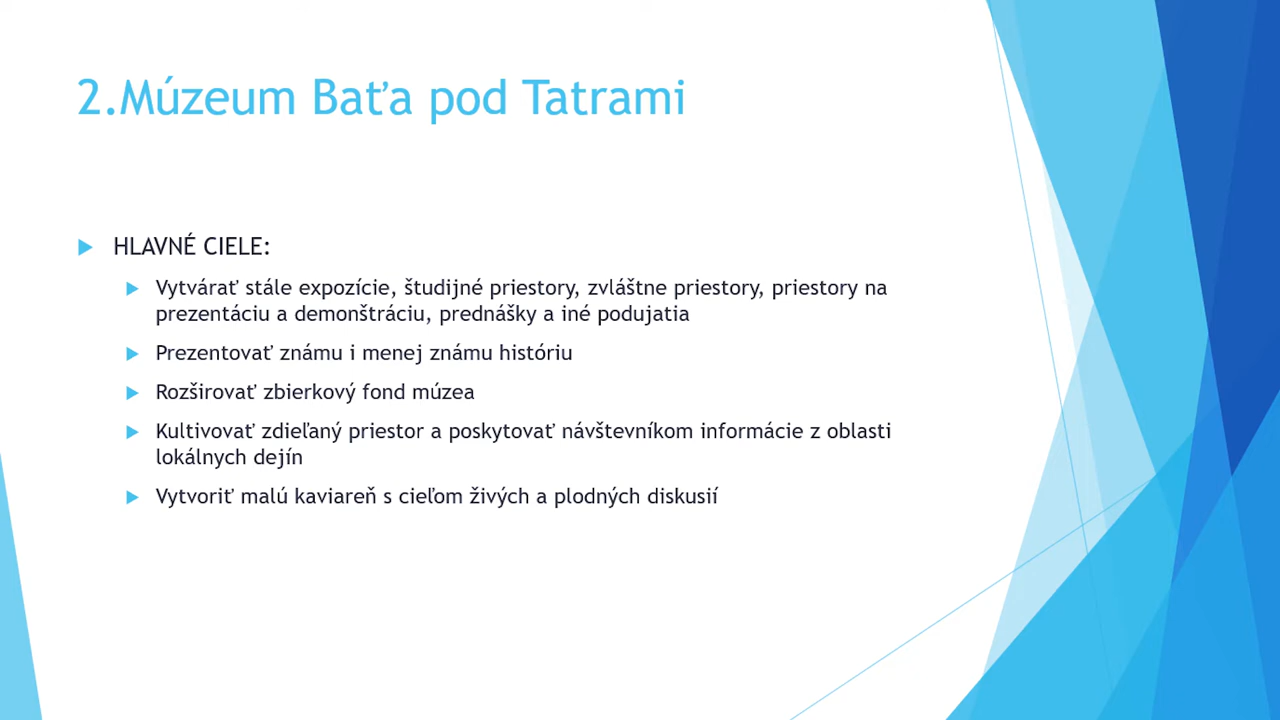 2.Múzeum Baťa pod Tatrami
HLAVNÉ CIELE:
Vytvárať stále expozície, študijné priestory, zvláštne priestory, priestory na
prezentáciu a demonštráciu, prednášky a iné podujatia
Prezentovať známu i menej známu históriu
Rozširovať zbierkový fond múzea
Kultivovať zdieľaný priestor a poskytovať návštevníkom informácie z oblasti
lokálnych dejín
Vytvoriť malú kaviareň s cieľom živých a plodných diskusií